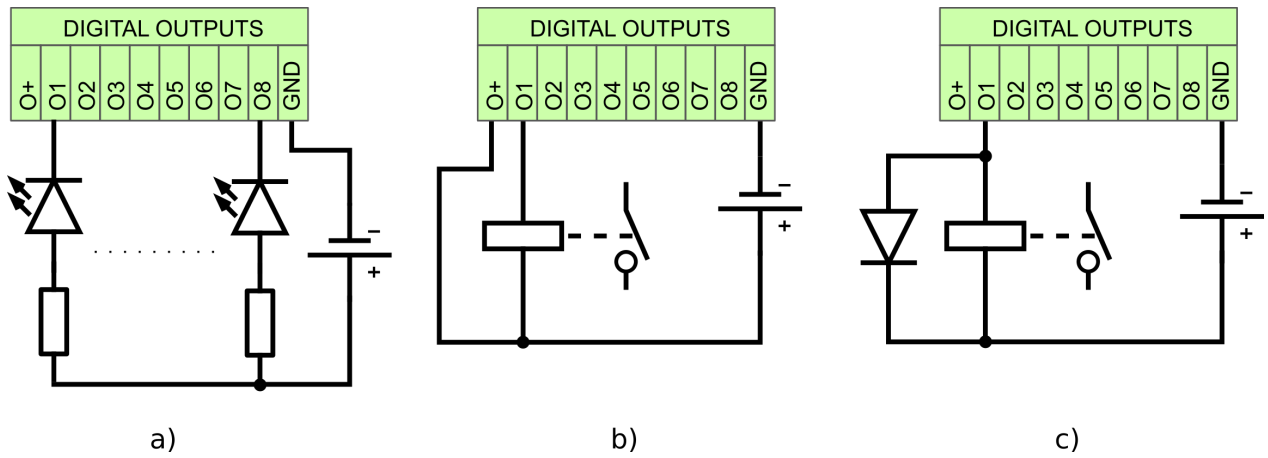 DIGITAL OUTPUTS
O+ O1 O2 O3 O4 O5 O6 O7 O8 GND
−
+
a)
DIGITAL OUTPUTS
O+ O1 O2 O3 O4 O5 O6 O7 O8 GND
−
+
b)
DIGITAL OUTPUTS
O+ O1 O2 O3 O4 O5 O6 O7 O8 GND
−
+
c)